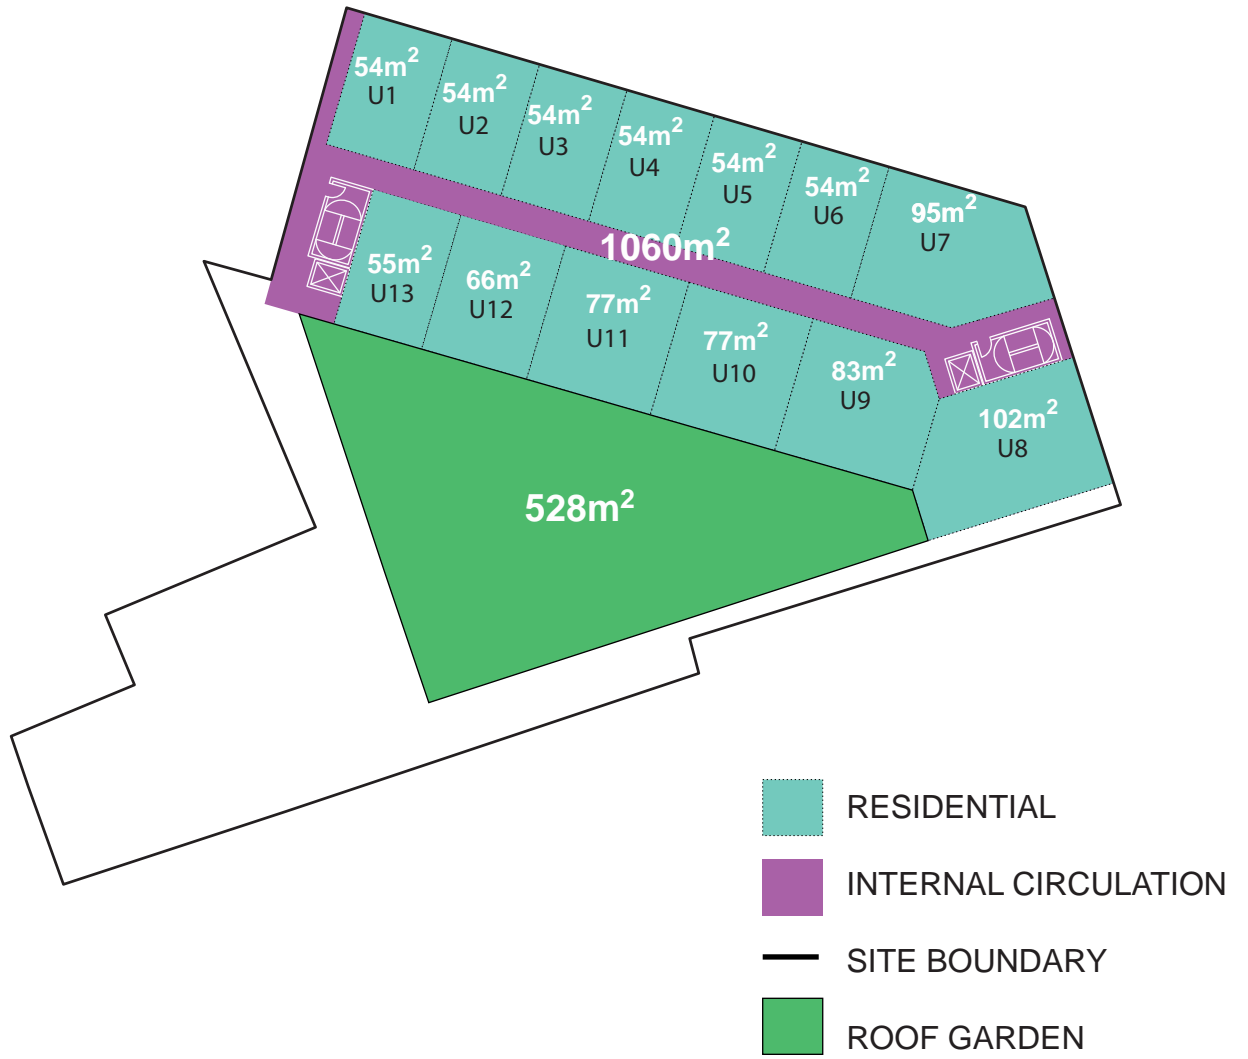 54m²
U1
54m²
U2
54m²
U3
54m²
U4
54m²
U5
54m²
U6
95m²
U7
1060m²
55m²
U13
66m²
U12
77m²
U11
77m²
U10
83m²
U9
102m²
U8
528m²
RESIDENTIAL
INTERNAL CIRCULATION
SITE BOUNDARY
ROOF GARDEN